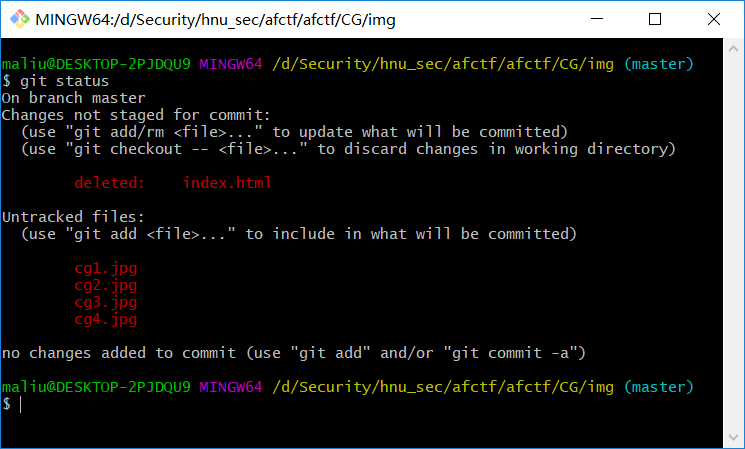 MINGW64:/d/Security/hnu_sec/afctf/afctf/CG/img
maliu@DESKTOP-2PJDQU9 MINGW64 /d/Security/hnu_sec/afctf/afctf/CG/img (master)
$ git status
On branch master
Changes not staged for commit:
  (use "git add/rm <file>..." to update what will be committed)
  (use "git checkout -- <file>..." to discard changes in working directory)
        deleted:    index.html
Untracked files:
  (use "git add <file>..." to include in what will be committed)
        cg1.jpg
        cg2.jpg
        cg3.jpg
        cg4.jpg
no changes added to commit (use "git add" and/or "git commit -a")
maliu@DESKTOP-2PJDQU9 MINGW64 /d/Security/hnu_sec/afctf/afctf/CG/img (master)
$